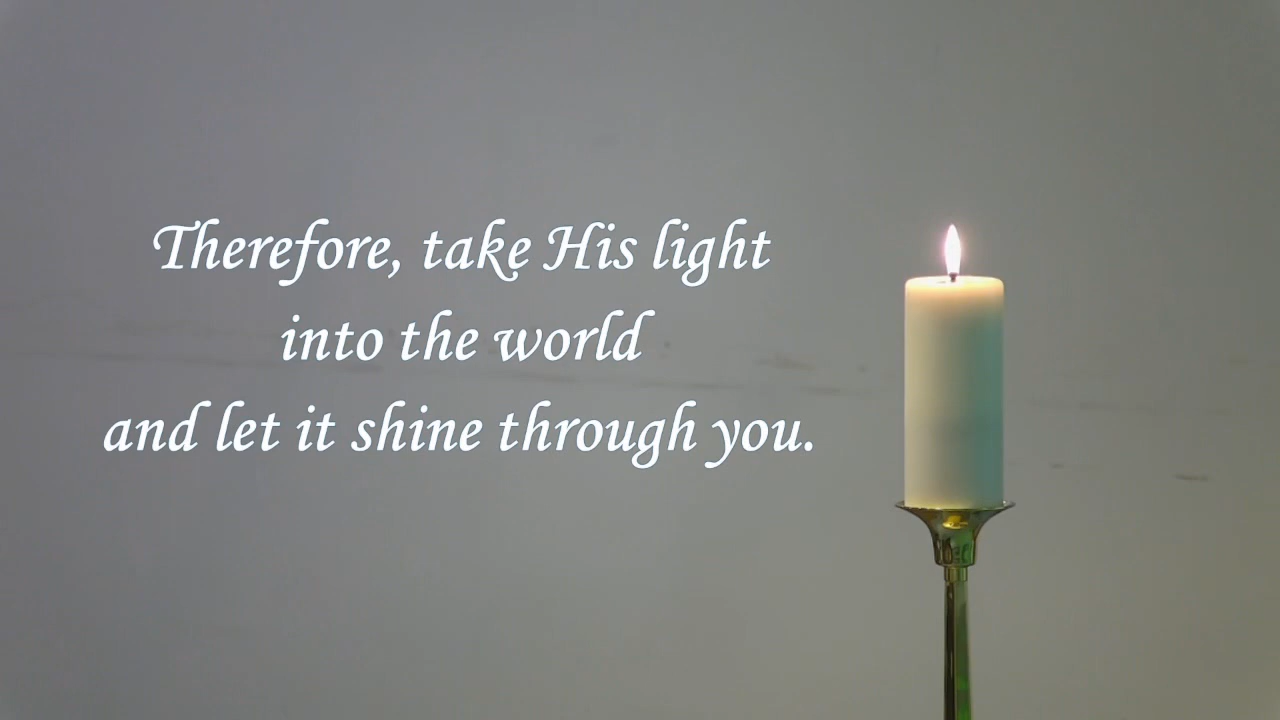 Therefore, take His light
into the world
and let it shine through you.